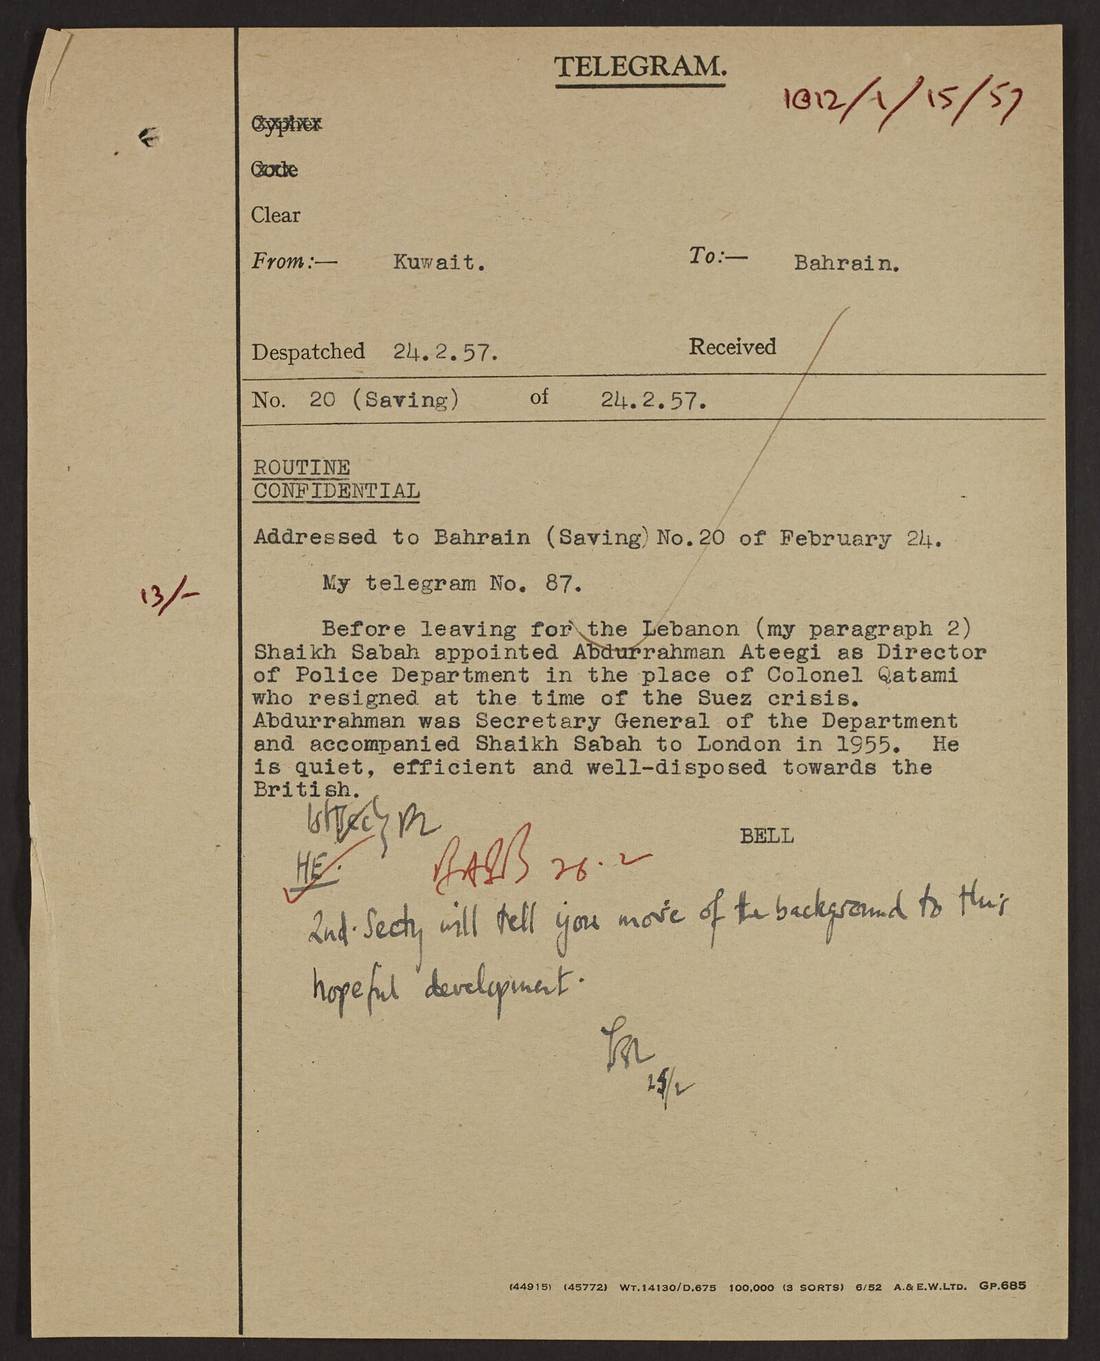 TELEGRAM.
1012/1/15/57
Cypher
Code
Clear
From:— Kuwait. To:— Bahrain.
Despatched 24.2.57. Received
No. 20 (Saving) of 24.2.57.
ROUTINE
CONFIDENTIAL
Addressed to Bahrain (Saving) No.20 of February 24.
My telegram No. 87.
13/-
Before leaving for the Lebanon (my paragraph 2)
Shaikh Sabah appointed Abdurrahman Ateegi as Director
of Police Department in the place of Colonel Qatami
who resigned at the time of the Suez crisis.
Abdurrahman was Secretary General of the Department
and accompanied Shaikh Sabah to London in 1955. He
is quiet, efficient and well-disposed towards the
British.
BELL
HE.
26.2
2nd. Secty will tell you more of the background to this
hopeful development.
25/2
(44915) (45772) WT.14130/D.675 100,000 (3 SORTS) 6/52 A.& E.W.LTD. GP.685